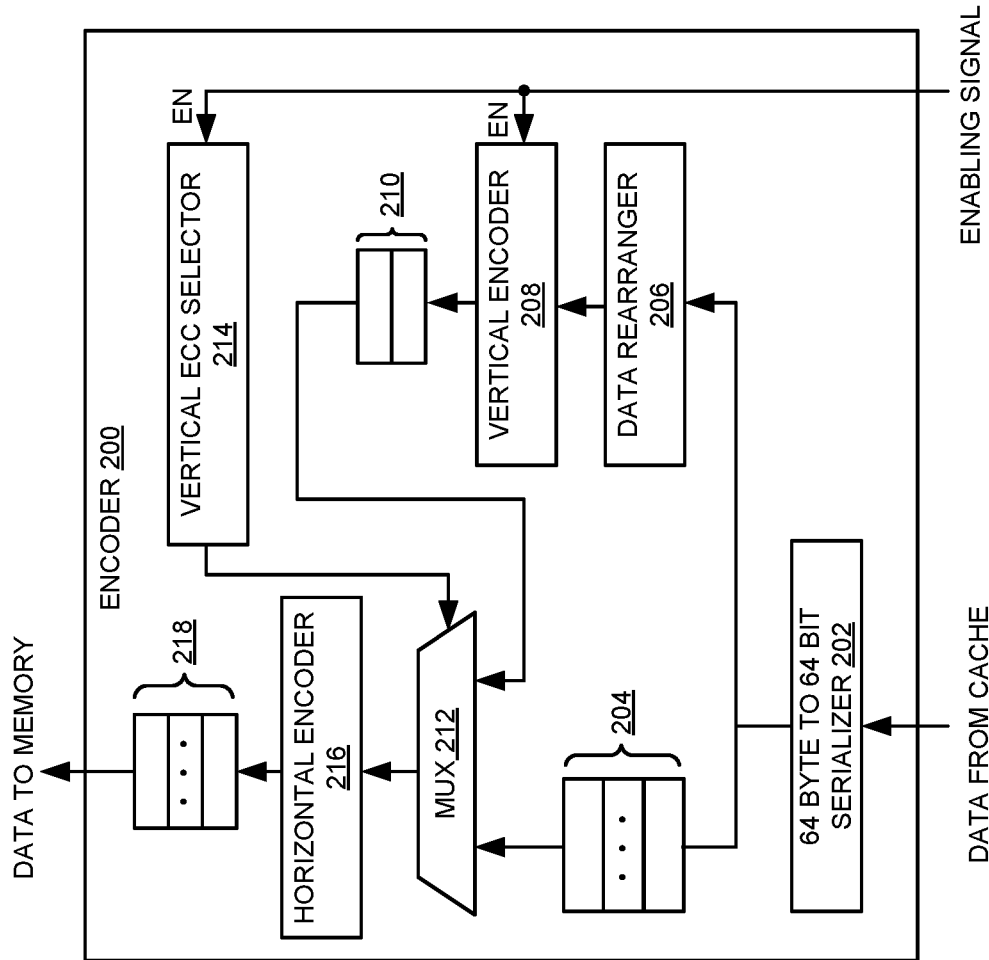 DATA TO MEMORY
ENCODER 200
218
HORIZONTAL ENCODER
216
MUX 212
204
• • •
• • •
64 BYTE TO 64 BIT
SERIALIZER 202
DATA FROM CACHE
VERTICAL ECC SELECTOR
214
EN
210
VERTICAL ENCODER
208
EN
DATA REARRANGER
206
ENABLING SIGNAL